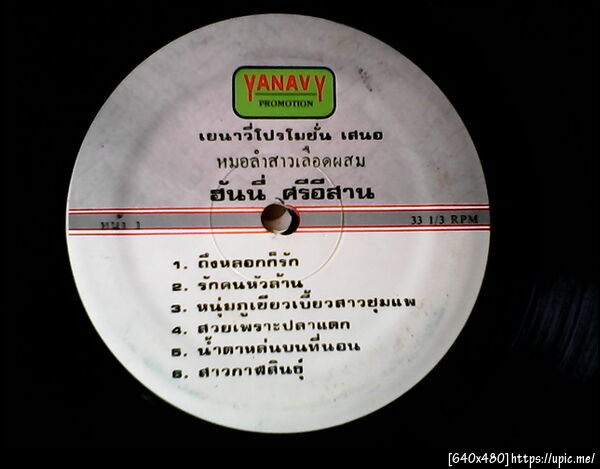 YANAVY
PROMOTION
เยนาวี่โปรโมชั่น เสนอ
หมอลำสาวเลือดผสม
ฮันนี่ ศรีอีสาน
หน้า 1
33 1/3 RPM
1. ถึงหลอกก็รัก
2. รักคนหัวล้าน
3. หนุ่มภูเขียวเบี้ยวสาวชุมแพ
4. สวยเพราะปลาแดก
5. น้ำตาหล่นบนที่นอน
6. สาวกาฬสินธุ์
[640x480]https://upic.me/